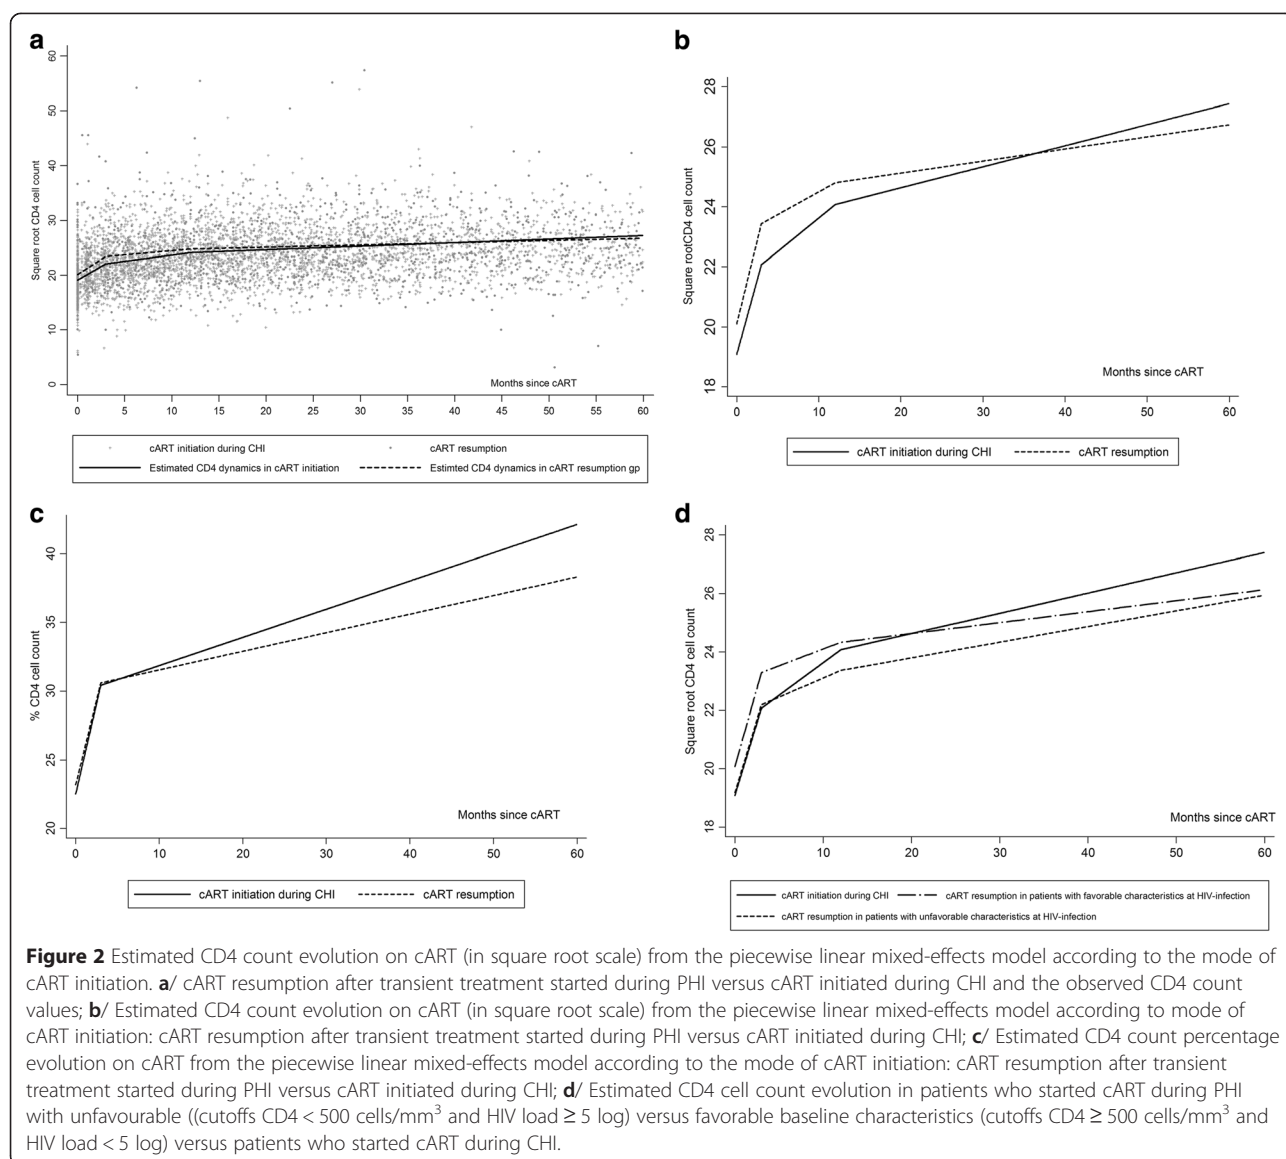 a
Square root CD4 cell count
60
50
40
30
20
10
0
Months since cART
0 5 10 15 20 25 30 35 40 45 50 55 60
cART initiation during CHI cART resumption
Estimated CD4 dynamics in cART initiation Estimted CD4 dynamics in cART resumption gp
b
Square rootCD4 cell count
28
26
24
22
20
18
Months since cART
0 10 20 30 40 50 60
cART initiation during CHI cART resumption
c
% CD4 cell count
40
35
30
25
20
Months since cART
0 10 20 30 40 50 60
cART initiation during CHI cART resumption
d
Square root CD4 cell count
28
26
24
22
20
18
Months since cART
0 10 20 30 40 50 60
cART initiation during CHI cART resumption in patients with favorable characteristics at HIV-infection
cART resumption in patients with unfavorable characteristics at HIV-infection
Figure 2 Estimated CD4 count evolution on cART (in square root scale) from the piecewise linear mixed-effects model according to the mode of
cART initiation. a/ cART resumption after transient treatment started during PHI versus cART initiated during CHI and the observed CD4 count
values; b/ Estimated CD4 count evolution on cART (in square root scale) from the piecewise linear mixed-effects model according to mode of
cART initiation: cART resumption after transient treatment started during PHI versus cART initiated during CHI; c/ Estimated CD4 count percentage
evolution on cART from the piecewise linear mixed-effects model according to the mode of cART initiation: cART resumption after transient
treatment started during PHI versus cART initiated during CHI; d/ Estimated CD4 cell count evolution in patients who started cART during PHI
with unfavourable ((cutoffs CD4 < 500 cells/mm³ and HIV load ≥ 5 log) versus favorable baseline characteristics (cutoffs CD4 ≥ 500 cells/mm³ and
HIV load < 5 log) versus patients who started cART during CHI.